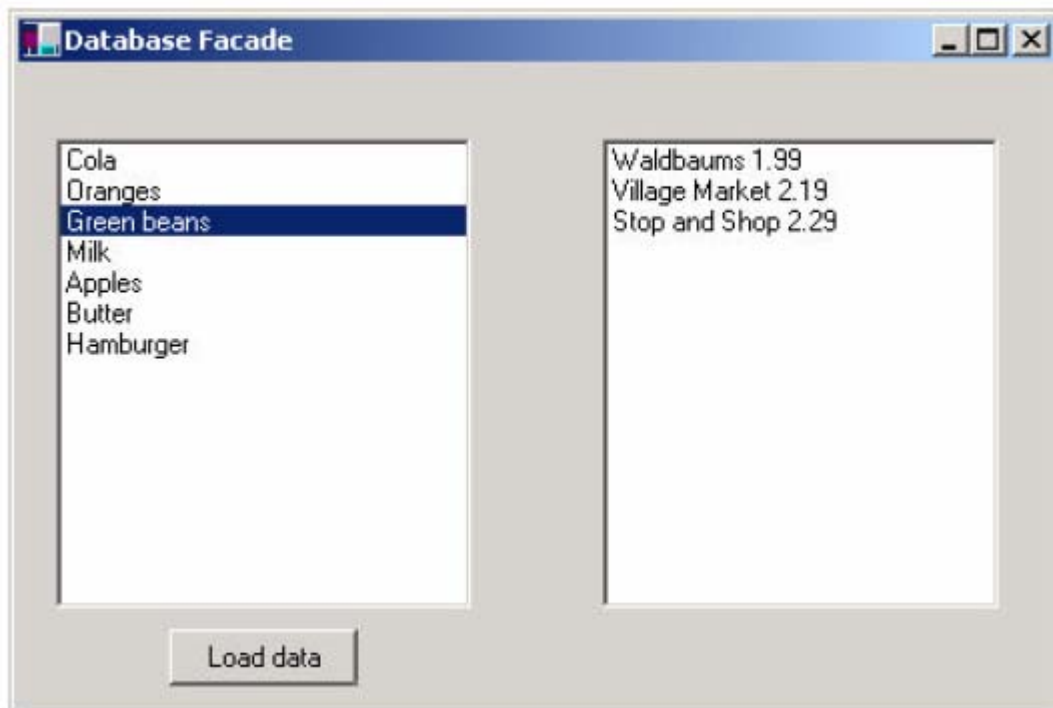 Database Facade
Cola
Oranges
Green beans
Milk
Apples
Butter
Hamburger
Waldbaums 1.99
Village Market 2.19
Stop and Shop 2.29
Load data